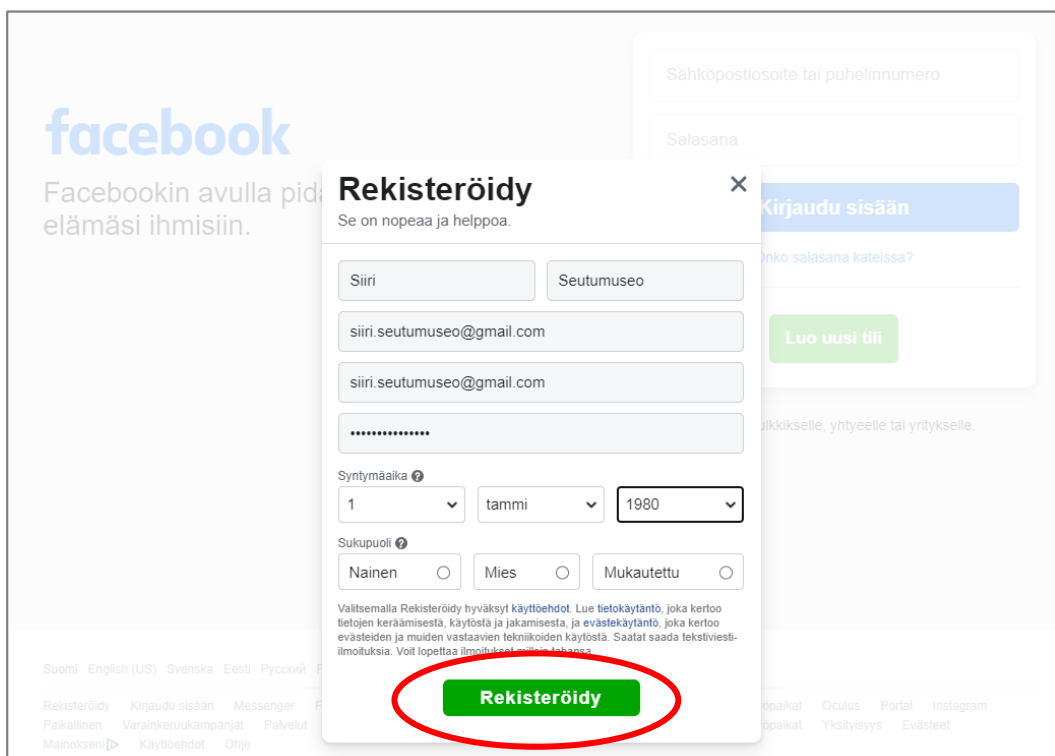 Sähköpostiosoite tai puhelinnumero
facebook
Salasana
Facebookin avulla
elämäsi ihmisiin.
Kirjaudu sisään
salasana kateissa?
Luo uusi tili
yhtyeelle tai yritykselle.
Rekisteröidy
Se on nopeaa ja helppoa.
Siiri Seutumuseo
siiri.seutumuseo@gmail.com
siiri.seutumuseo@gmail.com
•••••••••••••••
Syntymäaika
1 tammi 1980
Sukupuoli
Nainen Mies Mukautettu
Valitsemalla Rekisteröidy hyväksyt käyttöehdot. Lue tietokäytäntö, joka kertoo
tietojen keräämisestä, käytöstä ja jakamisesta, ja evästekäytäntö, joka kertoo
evästeiden ja muiden vastaavien tekniikoiden käytöstä. Saatat saada tekstiviesti-
ilmoituksia. Voit lopettaa ilmoitukset milloin tahansa.
Rekisteröidy
Suomi English (US) Svenska Eesti Русский
Rekisteröidy Kirjaudu sisään Messenger Oculus Portal Instagram
Paikallinen Varainkeruukampanjat Palvelut Yksityisyys Evästeet
Mainokseni Käyttöehdot Ohje